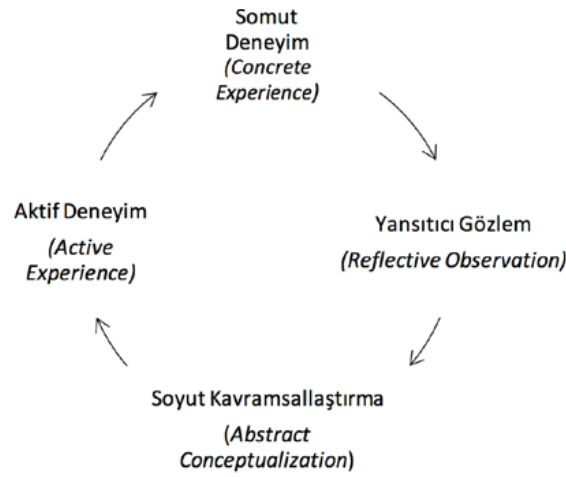 Somut
Deneyim
(Concrete
Experience)
Aktif Deneyim
(Active
Experience)
Yansıtıcı Gözlem
(Reflective Observation)
Soyut Kavramsallaştırma
(Abstract
Conceptualization)